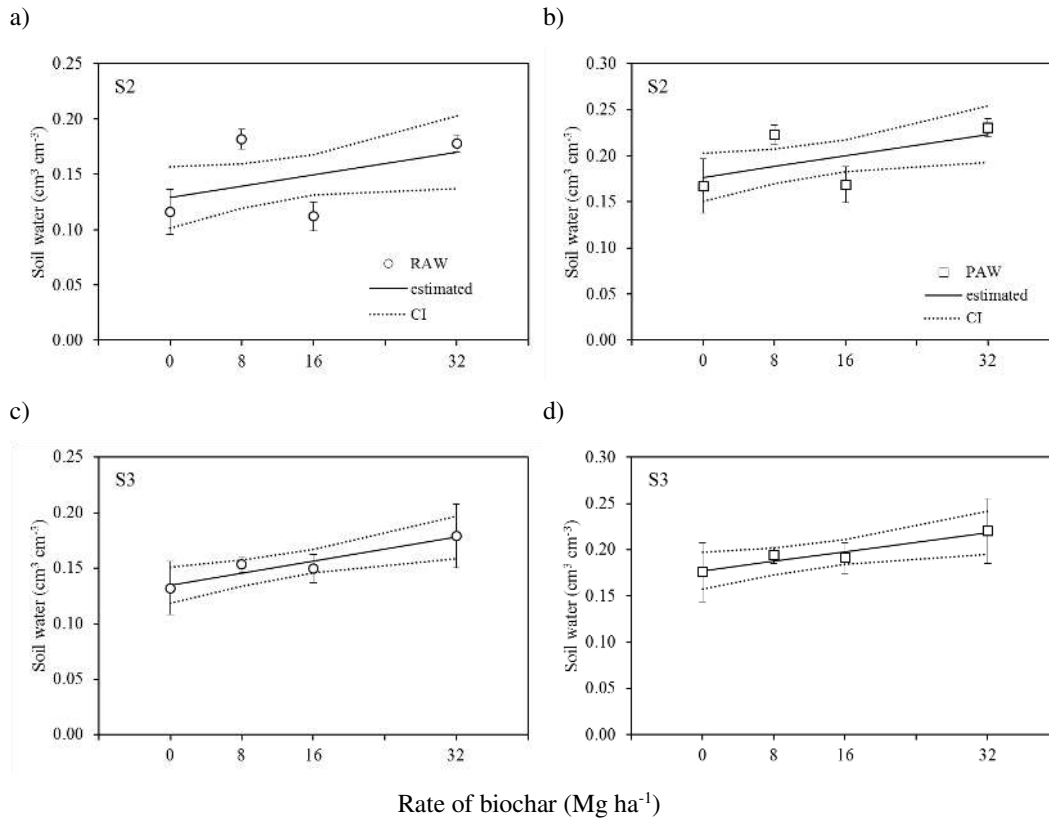 a)
b)
0.25
0.20
0.15
0.10
0.05
0.00
Soil water (cm³ cm⁻³)
S2
RAW
estimated
CI
0 8 16 32
0.30
0.25
0.20
0.15
0.10
0.05
0.00
Soil water (cm³ cm⁻³)
S2
PAW
estimated
CI
0 8 16 32
c)
d)
0.25
0.20
0.15
0.10
0.05
0.00
Soil water (cm³ cm⁻³)
S3
0 8 16 32
0.30
0.25
0.20
0.15
0.10
0.05
0.00
Soil water (cm³ cm⁻³)
S3
0 8 16 32
Rate of biochar (Mg ha⁻¹)